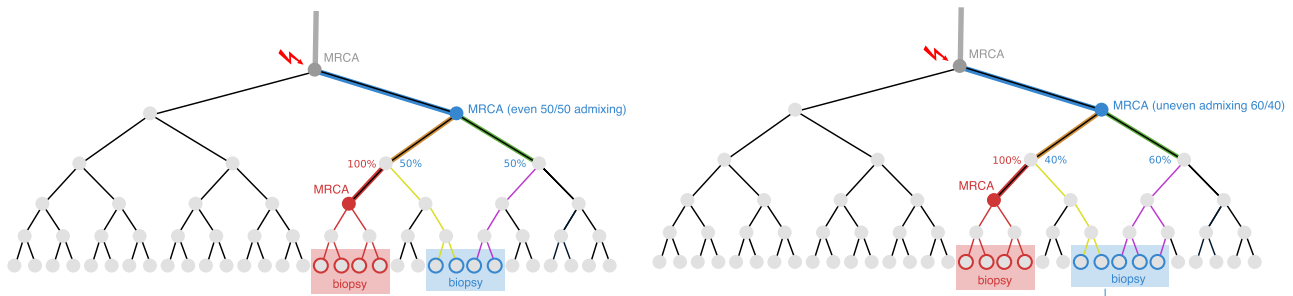 MRCA
MRCA (even 50/50 admixing)
100%
50%
50%
MRCA
biopsy
biopsy
MRCA
MRCA (uneven admixing 60/40)
100%
40%
60%
MRCA
biopsy
biopsy